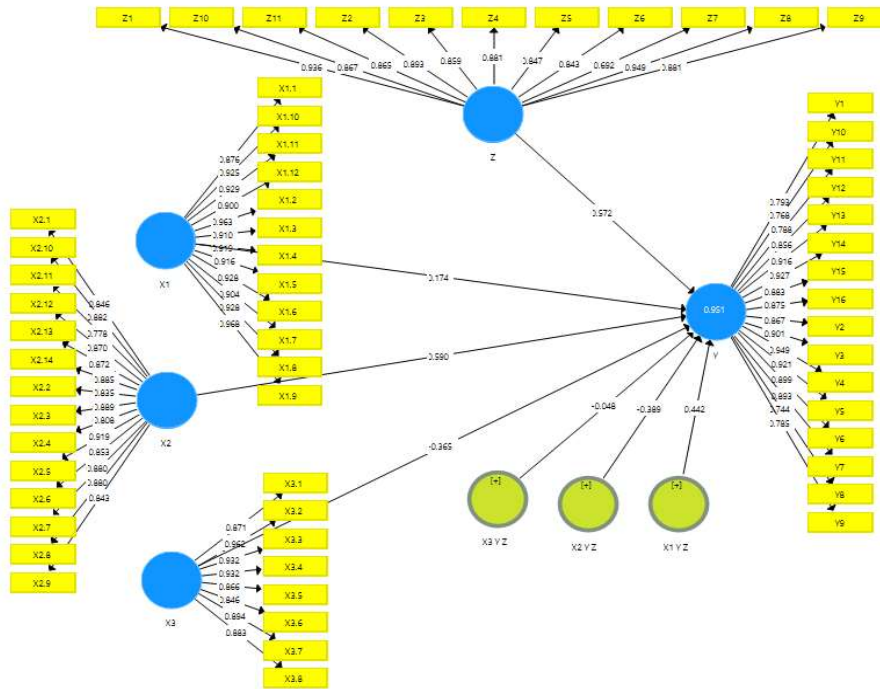 Z1 Z10 Z11 Z2 Z3 Z4 Z5 Z6 Z7 Z8 Z9
0.936 0.867 0.865 0.893 0.859 0.881 0.847 0.843 0.692 0.949 0.881
Z
X1.1
X1.10
X1.11
X1.12
X1.2
X1.3
X1.4
X1.5
X1.6
X1.7
X1.8
X1.9
0.876
0.925
0.929
0.900
0.963
0.910
0.919
0.916
0.928
0.904
0.928
0.968
X1
X2.1
X2.10
X2.11
X2.12
X2.13
X2.14
X2.2
X2.3
X2.4
X2.5
X2.6
X2.7
X2.8
X2.9
0.846
0.882
0.778
0.870
0.872
0.885
0.835
0.889
0.808
0.919
0.853
0.880
0.880
0.843
X2
X3.1
X3.2
X3.3
X3.4
X3.5
X3.6
X3.7
X3.8
0.871
0.962
0.932
0.932
0.866
0.846
0.894
0.883
X3
0.572
0.174
0.590
-0.365
-0.048
-0.389
0.442
[+] [+] [+]
X3 Y Z X2 Y Z X1 Y Z
0.951
Y
Y1
Y10
Y11
Y12
Y13
Y14
Y15
Y16
Y2
Y3
Y4
Y5
Y6
Y7
Y8
Y9
0.793
0.768
0.788
0.856
0.916
0.927
0.883
0.875
0.867
0.901
0.949
0.921
0.899
0.893
0.744
0.785